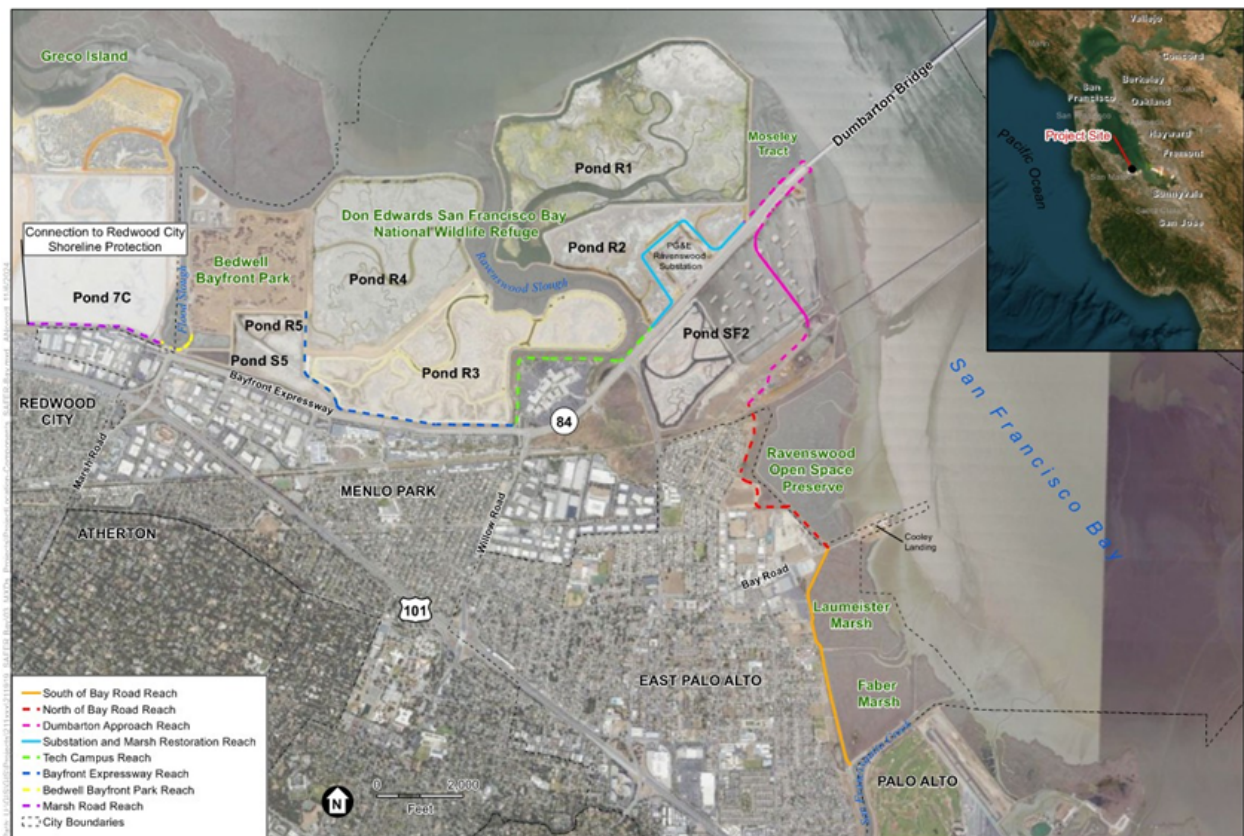 Greco Island
Connection to Redwood City
Shoreline Protection
Pond 7C
Flood Slough
Bedwell
Bayfront Park
Pond R4
Don Edwards San Francisco Bay
National Wildlife Refuge
Pond R1
Moseley
Tract
Dumbarton Bridge
Pond R2
PG&E
Ravenswood
Substation
Ravenswood Slough
Pond R5
Pond S5
Pond R3
Pond SF2
Bayfront Expressway
84
REDWOOD
CITY
Marsh Road
MENLO PARK
ATHERTON
Willow Road
101
Ravenswood
Open Space
Preserve
Cooley
Landing
Bay Road
Laumeister
Marsh
EAST PALO ALTO
Faber
Marsh
PALO ALTO
San Francisco Bay
Vallejo
Concord
Berkeley
San
Francisco
Oakland
Hayward
Fremont
Project Site
Pacific Ocean
Sunnyvale
San Jose
South of Bay Road Reach
North of Bay Road Reach
Dumbarton Approach Reach
Substation and Marsh Restoration Reach
Tech Campus Reach
Bayfront Expressway Reach
Bedwell Bayfront Park Reach
Marsh Road Reach
City Boundaries
N
0 2,000
Feet